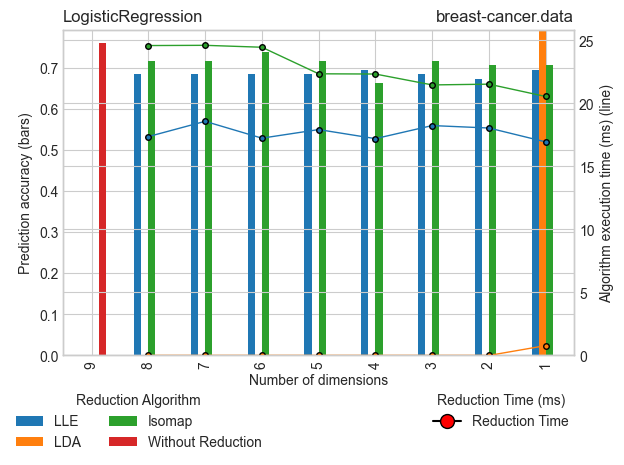 LogisticRegression
breast-cancer.data
Prediction accuracy (bars)
0.7
0.6
0.5
0.4
0.3
0.2
0.1
0.0
25
20
15
10
5
0
Algorithm execution time (ms) (line)
9 8 7 6 5 4 3 2 1
Number of dimensions
Reduction Algorithm
LLE
LDA
Isomap
Without Reduction
Reduction Time (ms)
Reduction Time